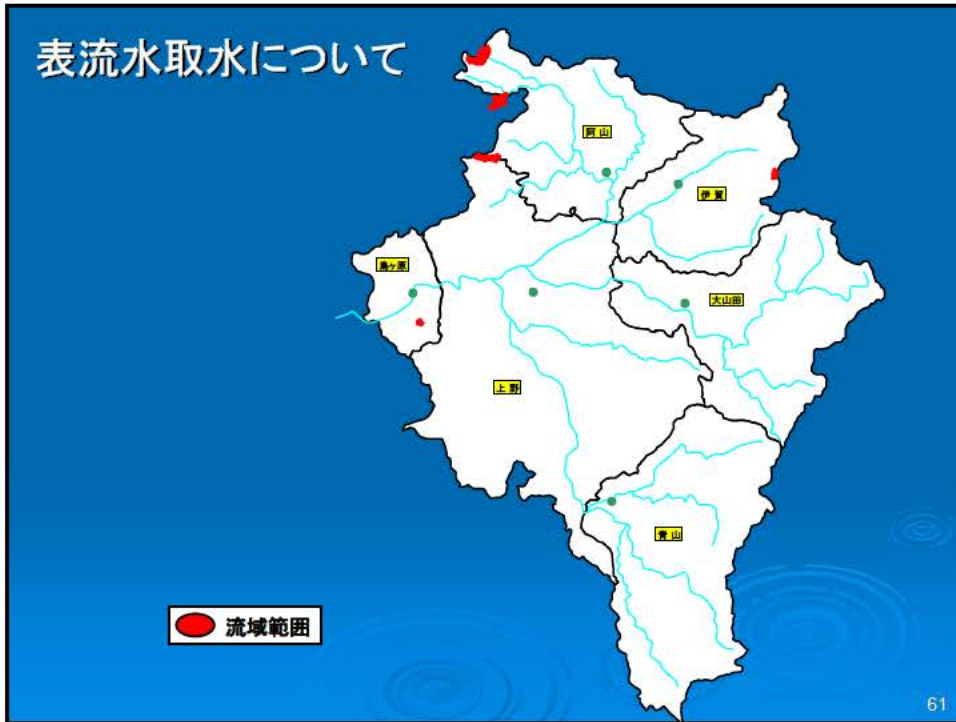 表流水取水について
阿山
伊賀
島ヶ原
大山田
上野
青山
流域範囲
61